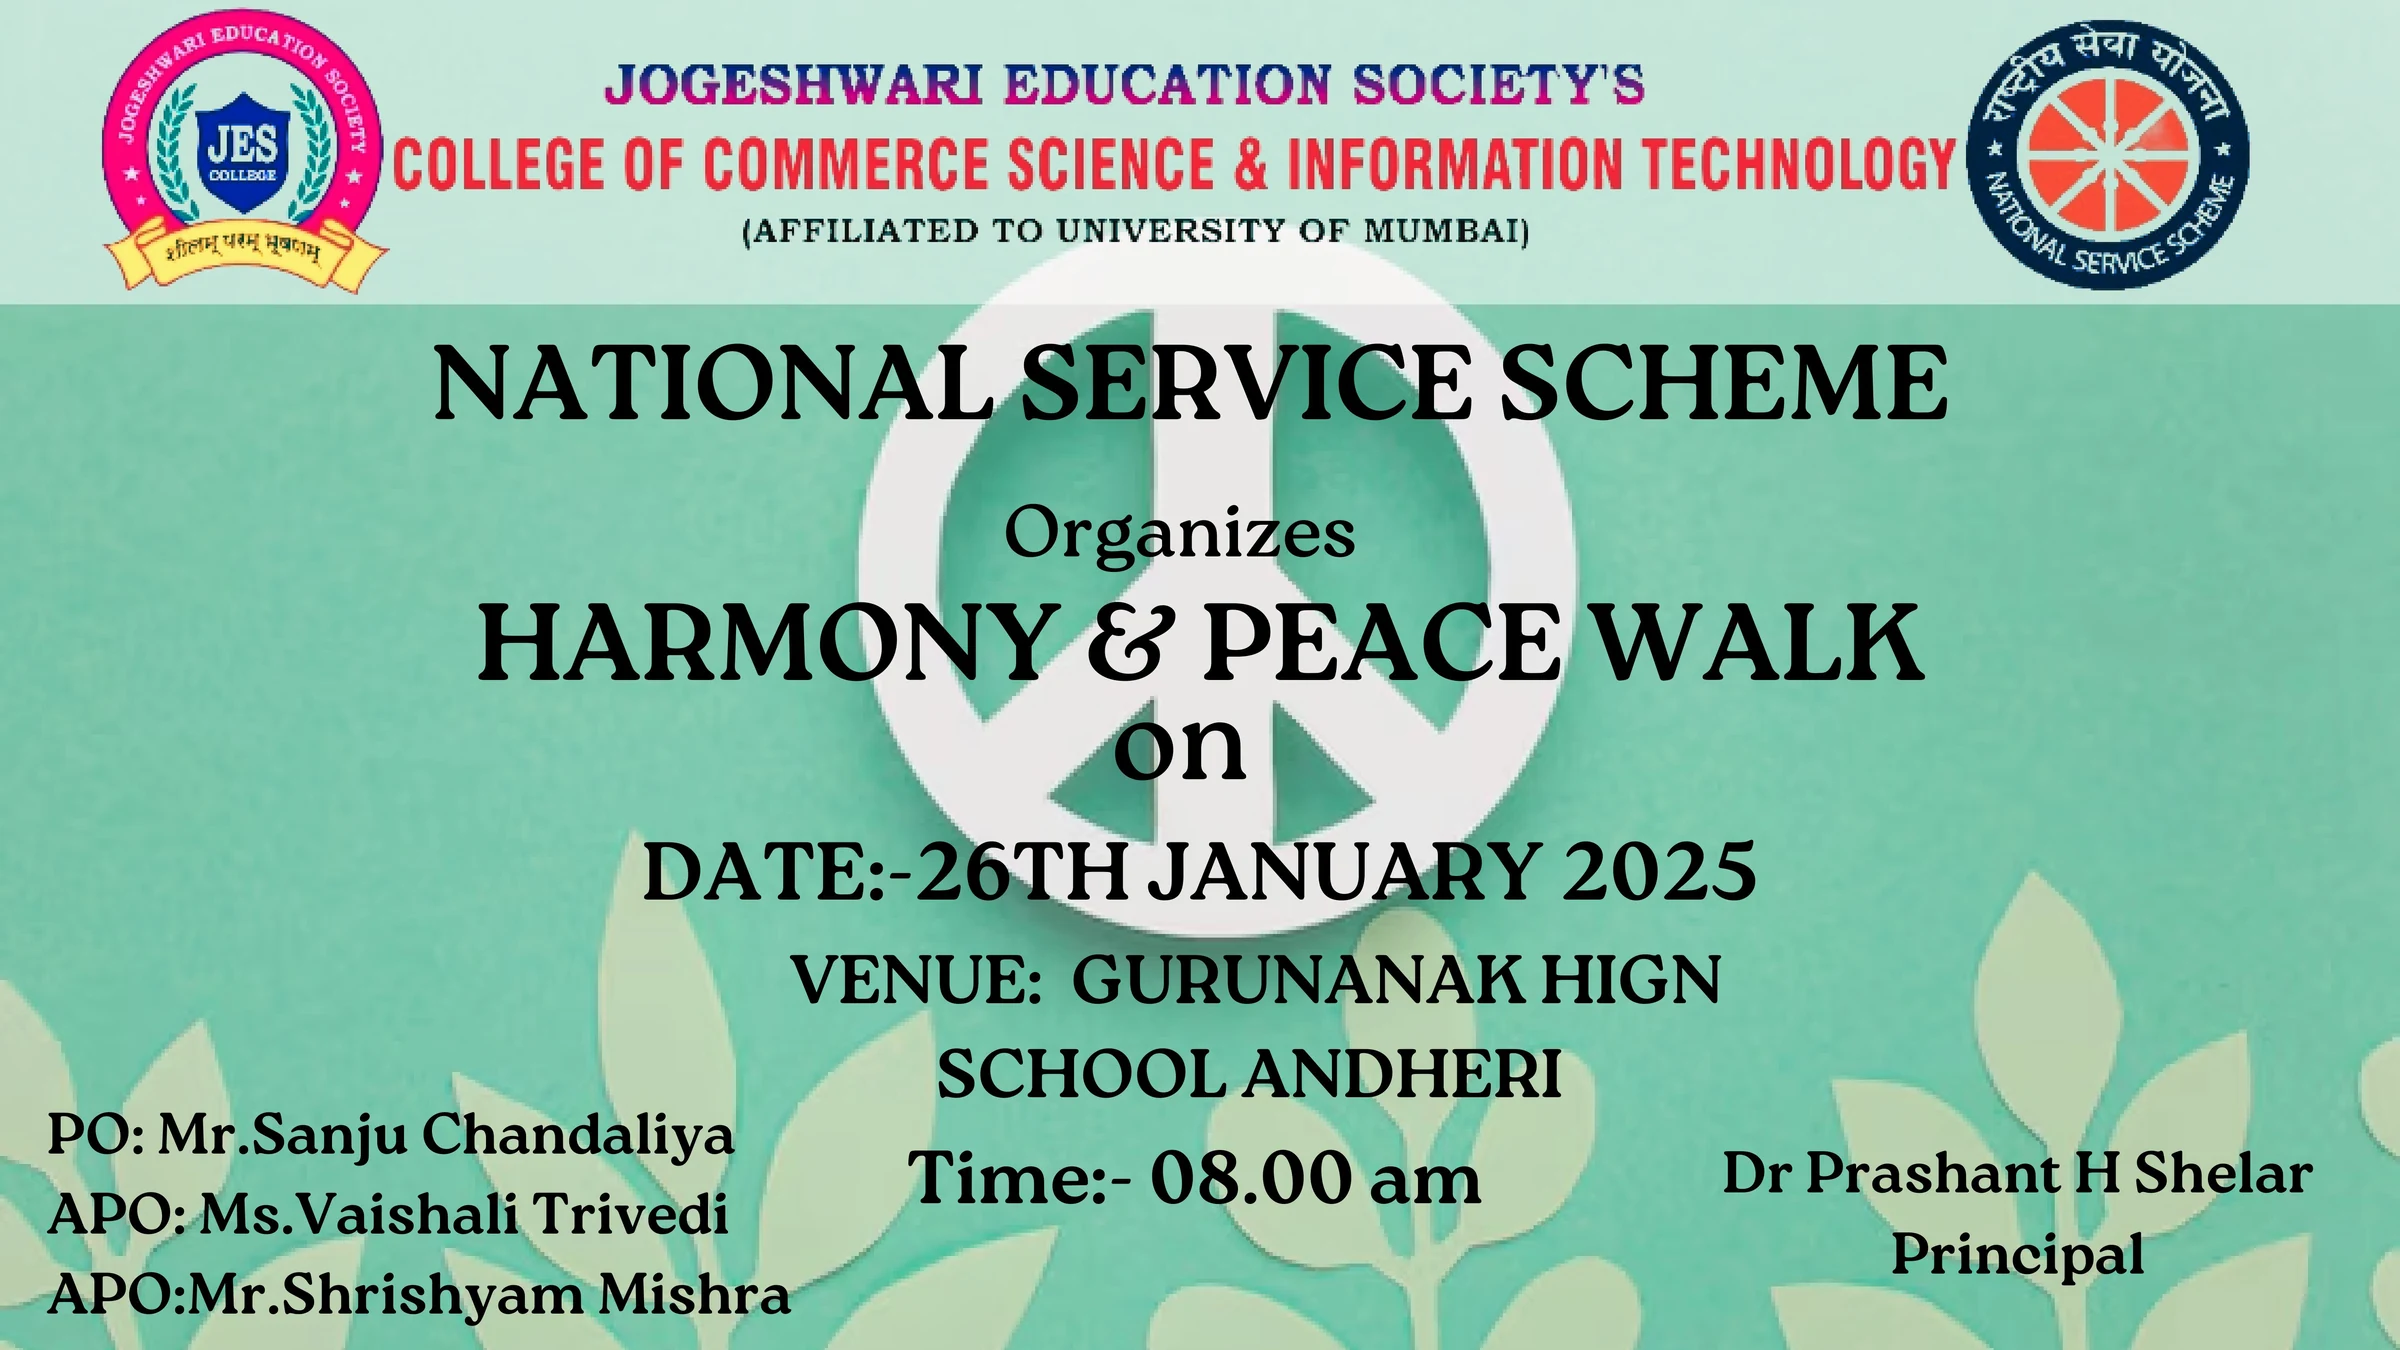 JOGESHWARI EDUCATION SOCIETY
JES
COLLEGE
शीलम् परम् भूषणम्
JOGESHWARI EDUCATION SOCIETY'S
COLLEGE OF COMMERCE SCIENCE & INFORMATION TECHNOLOGY
(AFFILIATED TO UNIVERSITY OF MUMBAI)
राष्ट्रीय सेवा योजना
NATIONAL SERVICE SCHEME
NATIONAL SERVICE SCHEME
Organizes
HARMONY & PEACE WALK
on
DATE:-26TH JANUARY 2025
VENUE: GURUNANAK HIGN
SCHOOL ANDHERI
Time:- 08.00 am
PO: Mr.Sanju Chandaliya
APO: Ms.Vaishali Trivedi
APO:Mr.Shrishyam Mishra
Dr Prashant H Shelar
Principal